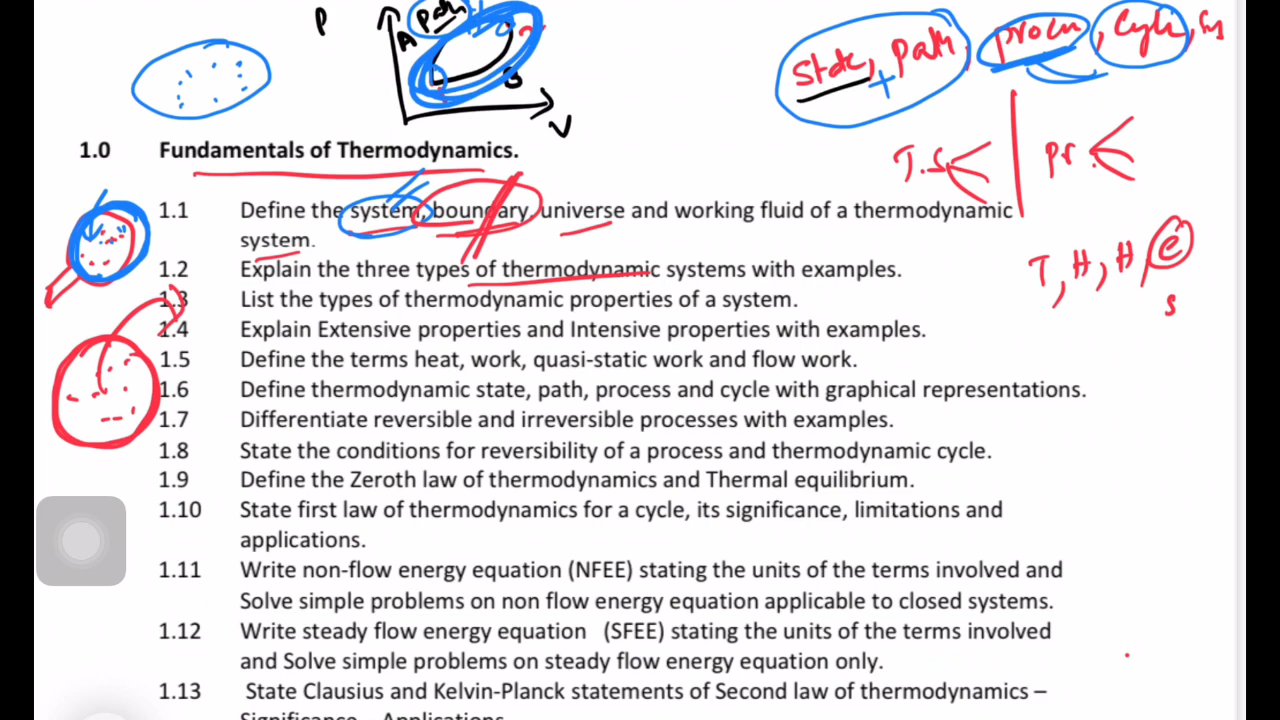 P
Path
A
B
V
State, path, process, cycle,
T.S
pr.
1.0 Fundamentals of Thermodynamics.
1.1 Define the system, boundary, universe and working fluid of a thermodynamic
system.
1.2 Explain the three types of thermodynamic systems with examples.
1.3 List the types of thermodynamic properties of a system.
1.4 Explain Extensive properties and Intensive properties with examples.
T, H, H, e
s
1.5 Define the terms heat, work, quasi-static work and flow work.
1.6 Define thermodynamic state, path, process and cycle with graphical representations.
1.7 Differentiate reversible and irreversible processes with examples.
1.8 State the conditions for reversibility of a process and thermodynamic cycle.
1.9 Define the Zeroth law of thermodynamics and Thermal equilibrium.
1.10 State first law of thermodynamics for a cycle, its significance, limitations and
applications.
1.11 Write non-flow energy equation (NFEE) stating the units of the terms involved and
Solve simple problems on non flow energy equation applicable to closed systems.
1.12 Write steady flow energy equation (SFEE) stating the units of the terms involved
and Solve simple problems on steady flow energy equation only.
1.13 State Clausius and Kelvin-Planck statements of Second law of thermodynamics –
Significance – Applications